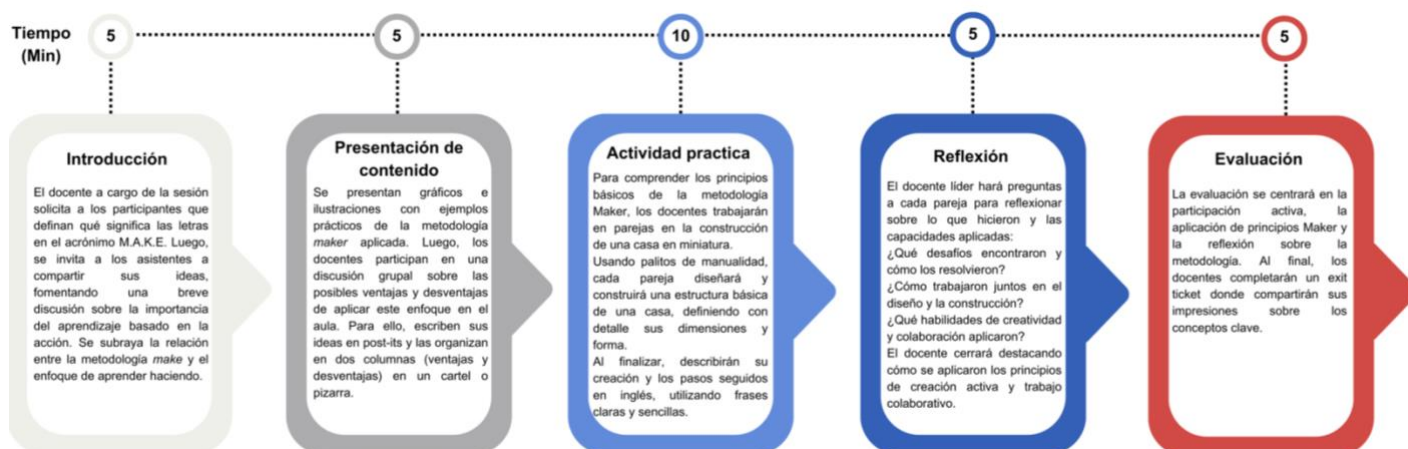 Tiempo
(Min)
5
5
10
5
5
Introducción
El docente a cargo de la sesión
solicita a los participantes que
definan qué significa las letras
en el acrónimo M.A.K.E. Luego,
se invita a los asistentes a
compartir sus ideas,
fomentando una breve
discusión sobre la importancia
del aprendizaje basado en la
acción. Se subraya la relación
entre la metodología make y el
enfoque de aprender haciendo.
Presentación de
contenido
Se presentan gráficos e
ilustraciones con ejemplos
prácticos de la metodología
maker aplicada. Luego, los
docentes participan en una
discusión grupal sobre las
posibles ventajas y desventajas
de aplicar este enfoque en el
aula. Para ello, escriben sus
ideas en post-its y las organizan
en dos columnas (ventajas y
desventajas) en un cartel o
pizarra.
Actividad practica
Para comprender los principios
básicos de la metodología
Maker, los docentes trabajarán
en parejas en la construcción
de una casa en miniatura.
Usando palitos de manualidad,
cada pareja diseñará y
construirá una estructura básica
de una casa, definiendo con
detalle sus dimensiones y
forma.
Al finalizar, describirán su
creación y los pasos seguidos
en inglés, utilizando frases
claras y sencillas.
Reflexión
El docente líder hará preguntas
a cada pareja para reflexionar
sobre lo que hicieron y las
capacidades aplicadas:
¿Qué desafíos encontraron y
cómo los resolvieron?
¿Cómo trabajaron juntos en el
diseño y la construcción?
¿Qué habilidades de creatividad
y colaboración aplicaron?
El docente cerrará destacando
cómo se aplicaron los principios
de creación activa y trabajo
colaborativo.
Evaluación
La evaluación se centrará en la
participación activa, la
aplicación de principios Maker y
la reflexión sobre la
metodología. Al final, los
docentes completarán un exit
ticket donde compartirán sus
impresiones sobre los
conceptos clave.